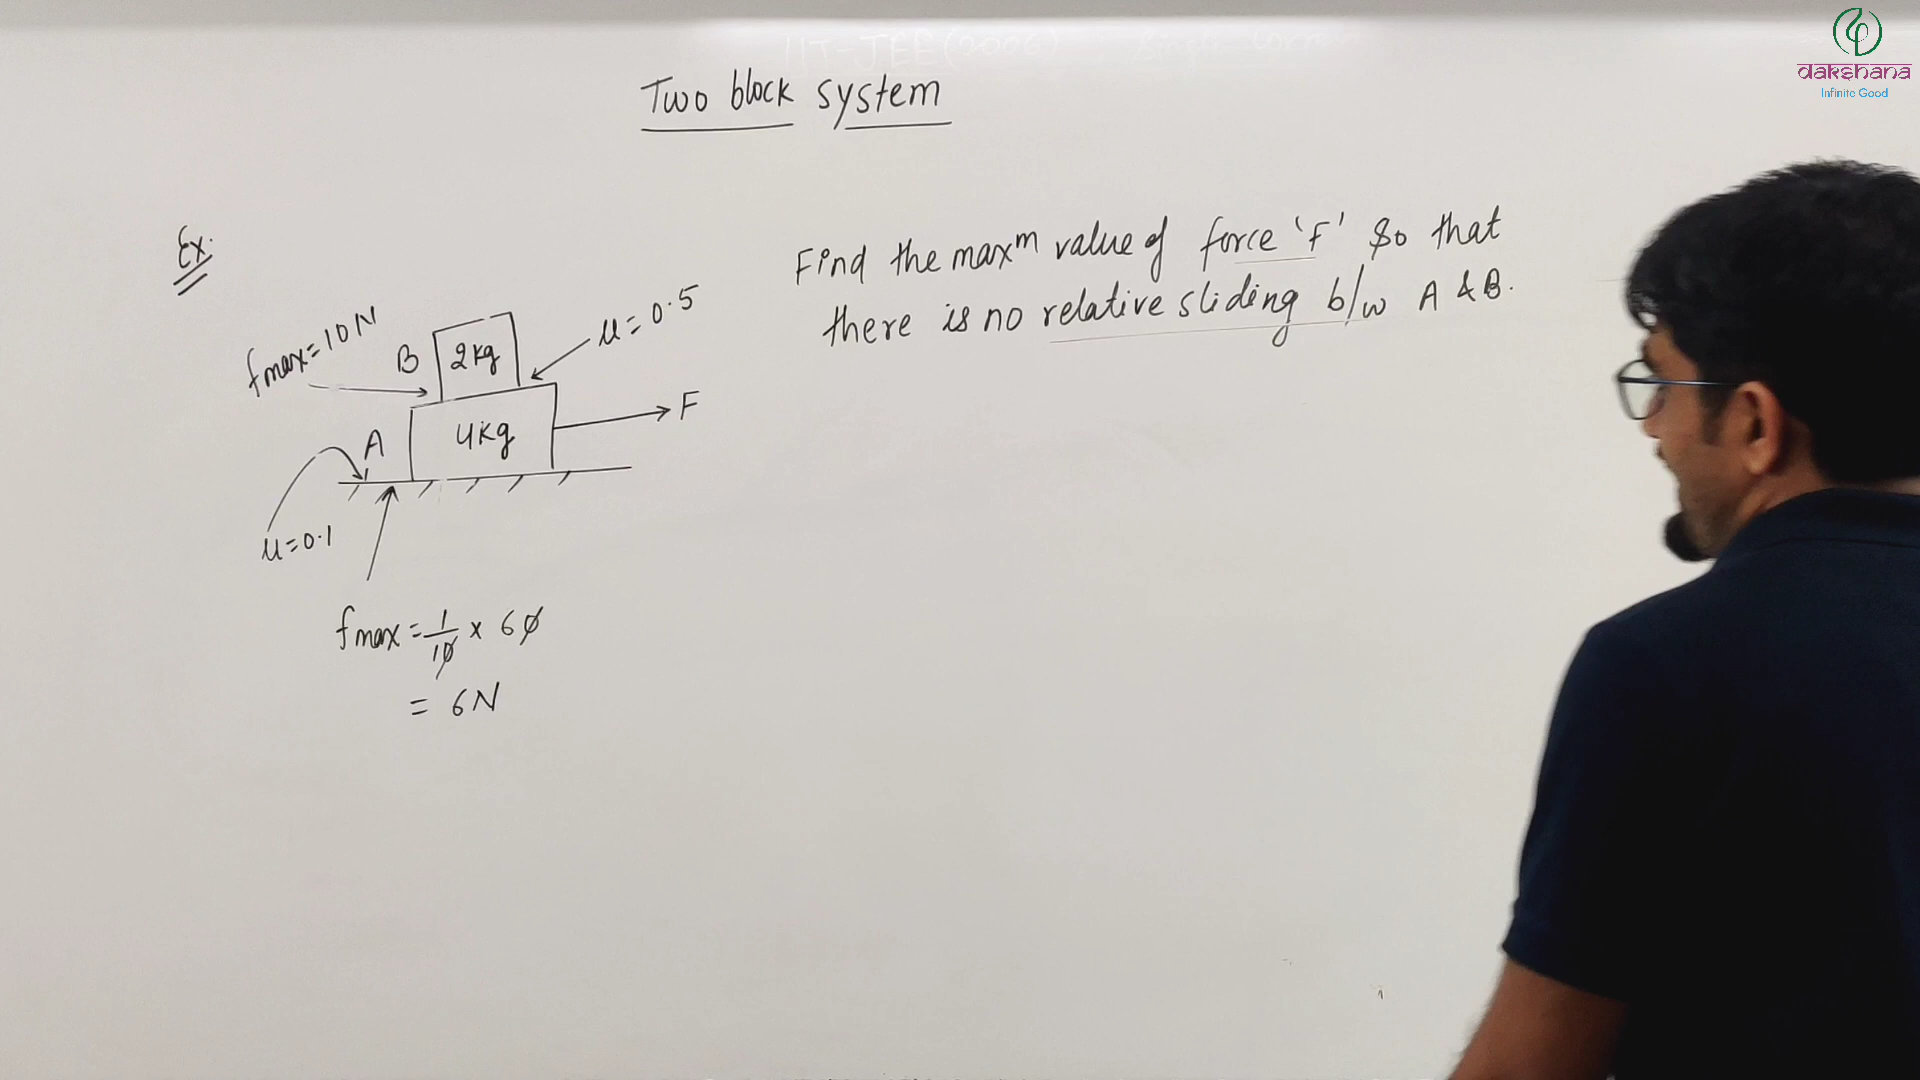 dakshana
Infinite Good
Two block system
Ex:
Find the maxᵐ value of force 'F' so that
there is no relative sliding b/w A & B.
fmax = 10N
B
2kg
μ = 0.5
A
4kg
F
μ = 0.1
fmax = 1/10 × 60
= 6N